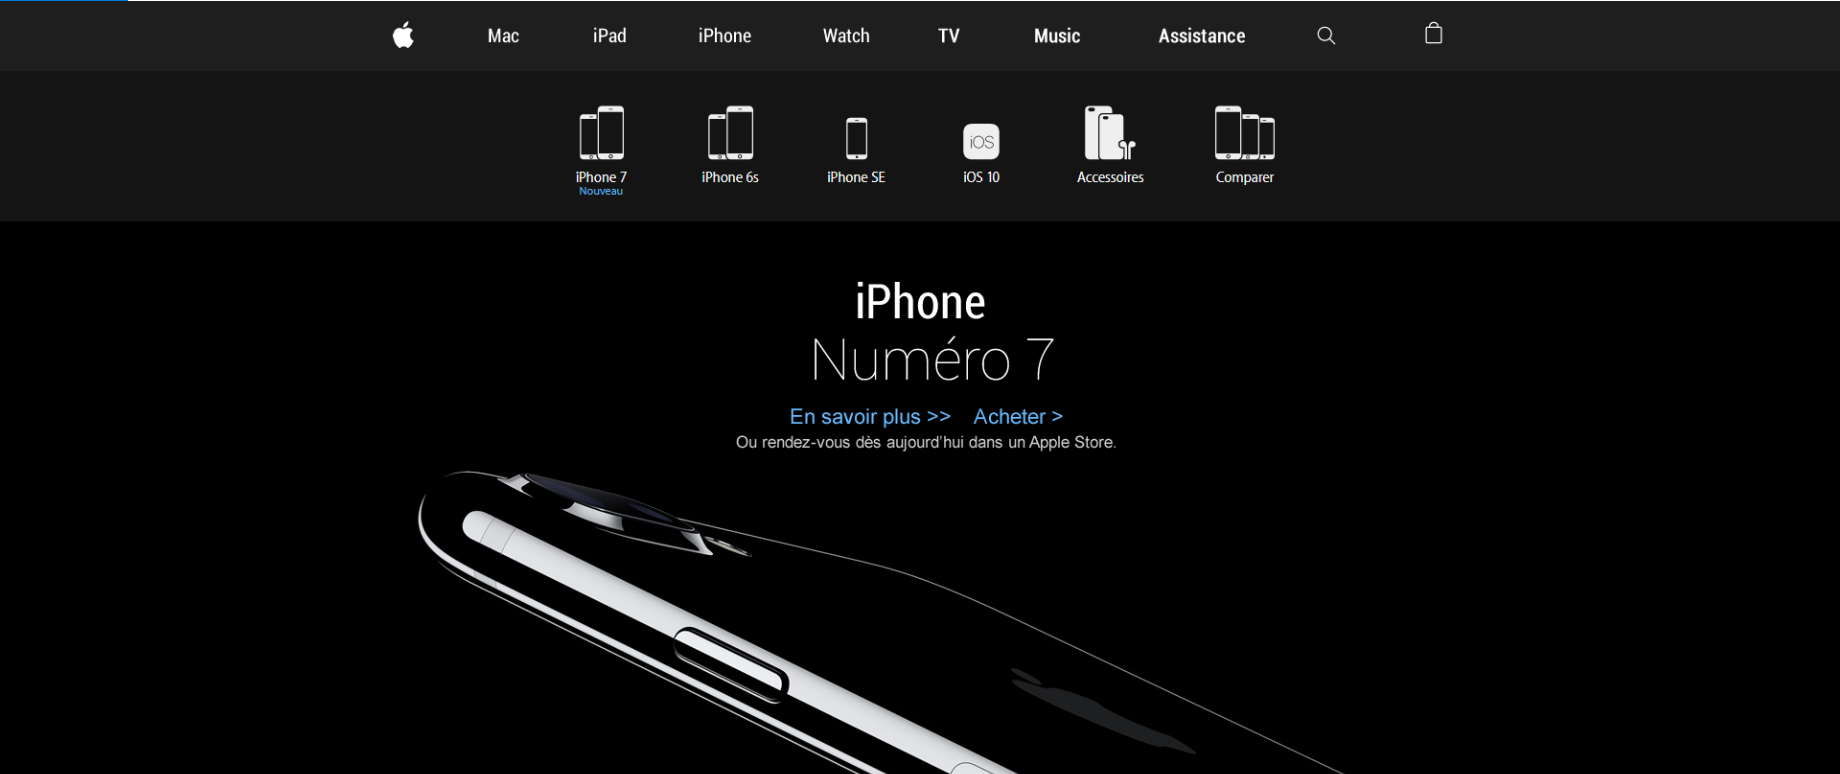 Mac iPad iPhone Watch TV Music Assistance
iOS
iPhone 7 iPhone 6s iPhone SE iOS 10 Accessoires Comparer
Nouveau
iPhone
Numéro 7
En savoir plus >> Acheter >
Ou rendez-vous dès aujourd’hui dans un Apple Store.